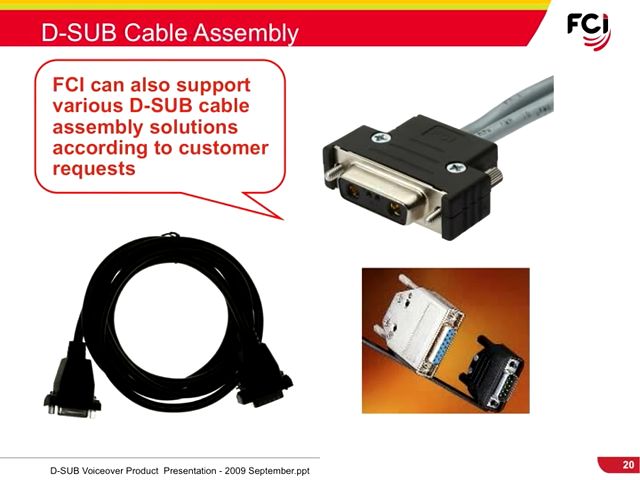 D-SUB Cable Assembly
FCI
FCI can also support
various D-SUB cable
assembly solutions
according to customer
requests
D-SUB Voiceover Product Presentation - 2009 September.ppt
20